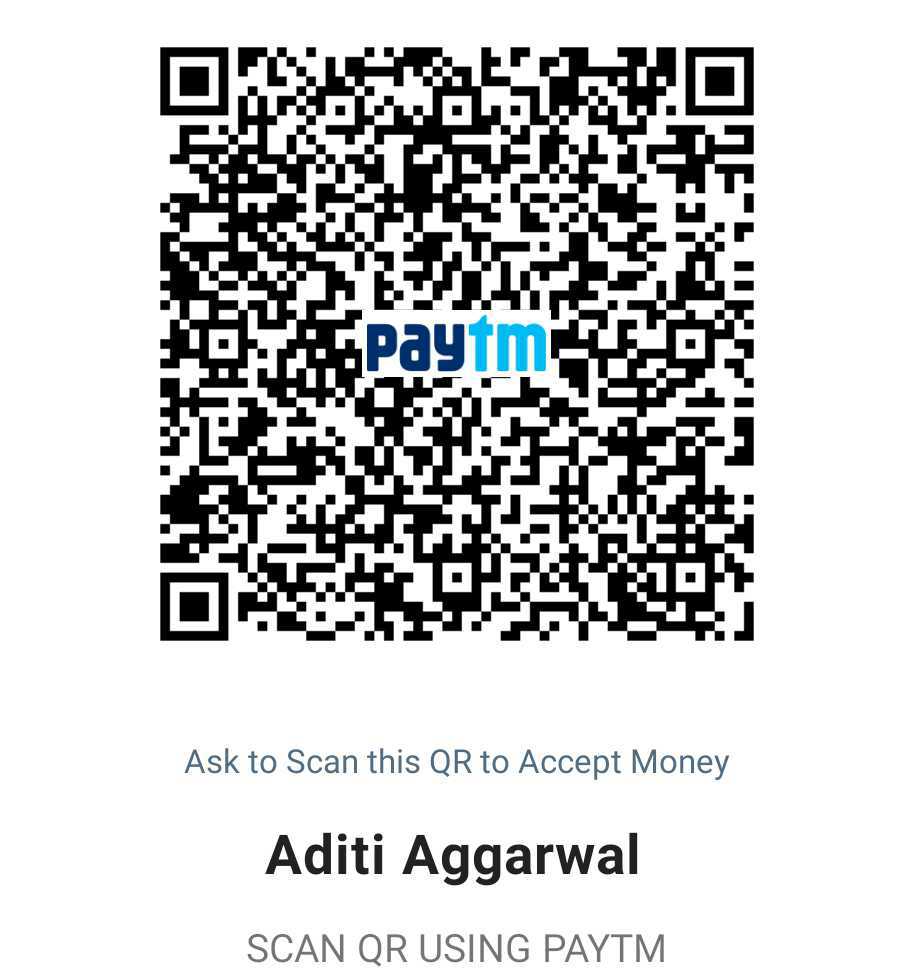 paytm
Ask to Scan this QR to Accept Money
Aditi Aggarwal
SCAN QR USING PAYTM